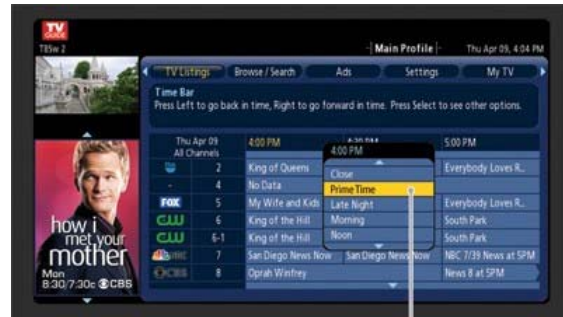 TV
GUIDE
T85w 2
Main Profile
Thu Apr 09, 4:04 PM
TV Listings Browse / Search Ads Settings My TV
Time Bar
Press Left to go back in time, Right to go forward in time. Press Select to see other options.
Thu Apr 09
All Channels
4:00 PM 4:30 PM 5:00 PM
4:00 PM
Close
Prime Time
Late Night
Morning
Noon
2 King of Queens Everybody Loves R..
- 4 No Data
FOX 5 My Wife and Kids Everybody Loves R..
CW 6 King of the Hill South Park
CW 6-1 King of the Hill South Park
NBC 7 San Diego News Now San Diego News Now NBC 7/39 News at 5PM
CBS 8 Oprah Winfrey News 8 at 5PM
how i
met your
mother
Mon
8:30/7:30c CBS